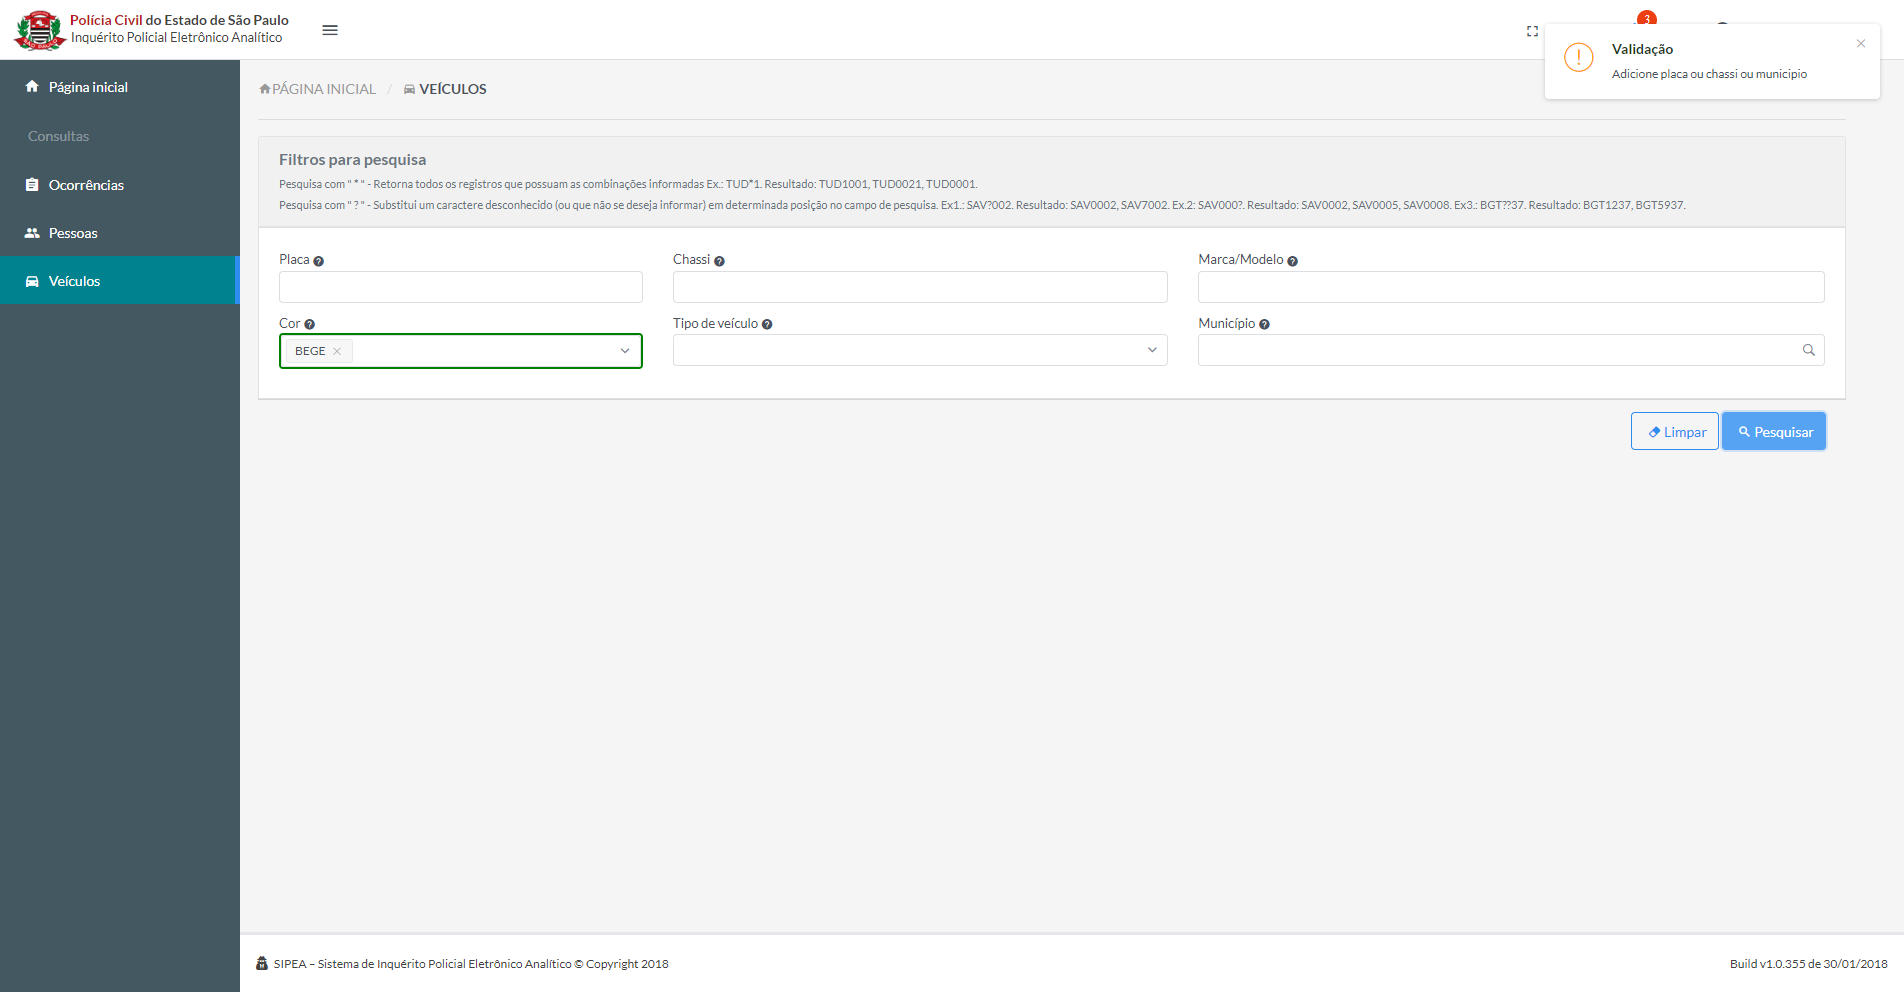 Polícia Civil do Estado de São Paulo
Inquérito Policial Eletrônico Analítico
3
Validação
Adicione placa ou chassi ou municipio
Página inicial
Consultas
Ocorrências
Pessoas
Veículos
PÁGINA INICIAL / VEÍCULOS
Filtros para pesquisa
Pesquisa com " * " - Retorna todos os registros que possuam as combinações informadas Ex.: TUD*1. Resultado: TUD1001, TUD0021, TUD0001.
Pesquisa com " ? " - Substitui um caractere desconhecido (ou que não se deseja informar) em determinada posição no campo de pesquisa. Ex1.: SAV?002. Resultado: SAV0002, SAV7002. Ex.2: SAV000?. Resultado: SAV0002, SAV0005, SAV0008. Ex3.: BGT??37. Resultado: BGT1237, BGT5937.
Placa
Chassi
Marca/Modelo
Cor
Tipo de veículo
Município
BEGE
Limpar
Pesquisar
SIPEA – Sistema de Inquérito Policial Eletrônico Analítico © Copyright 2018
Build v1.0.355 de 30/01/2018